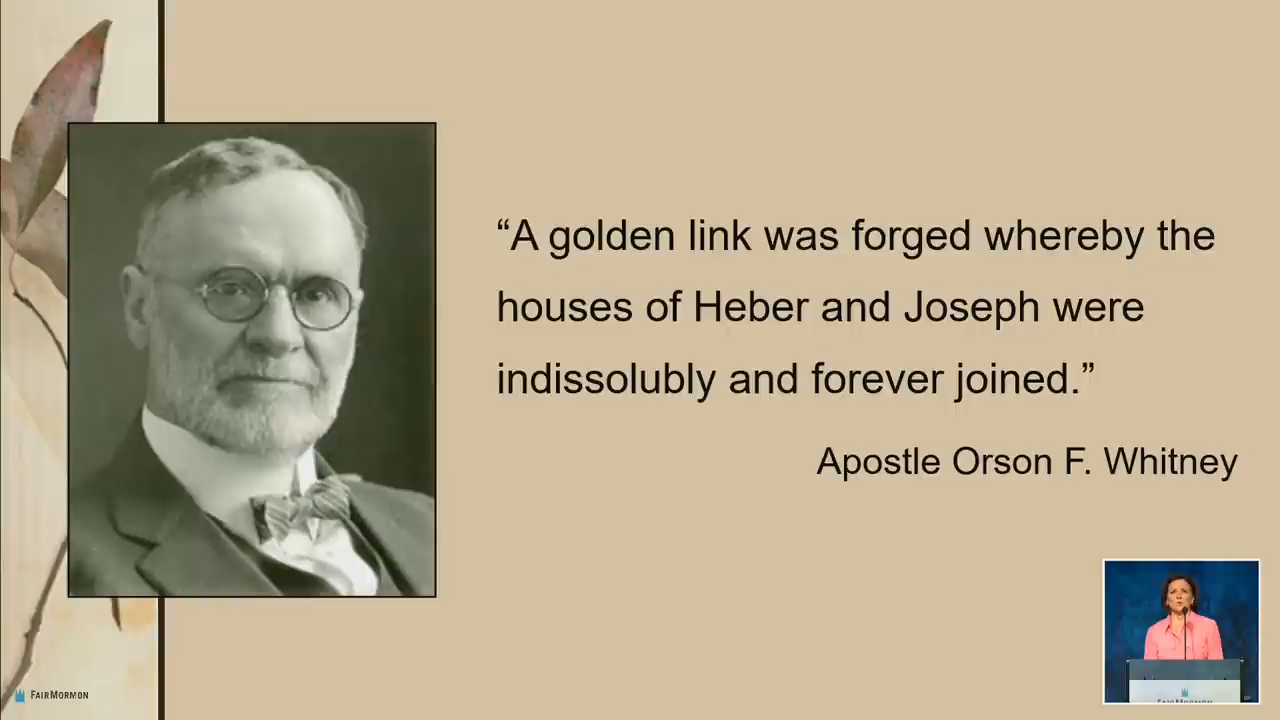 “A golden link was forged whereby the
houses of Heber and Joseph were
indissolubly and forever joined.”
Apostle Orson F. Whitney
FAIRMORMON
FAIRMORMON